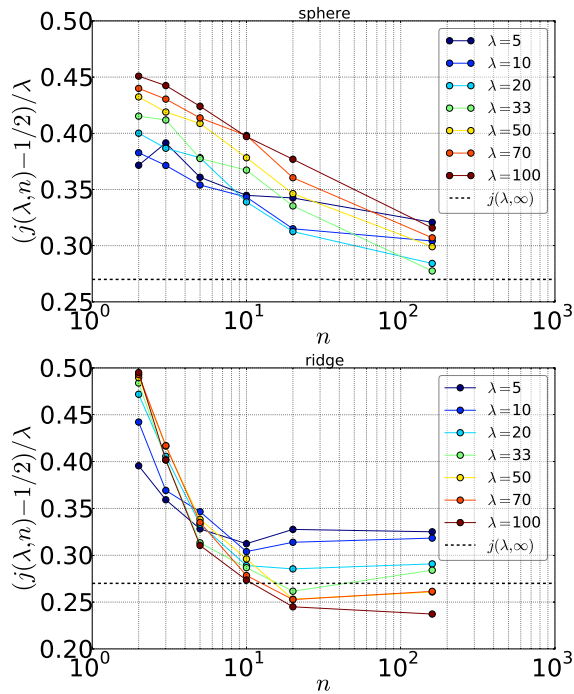 sphere
0.50
0.45
0.40
0.35
0.30
0.25
(j(λ,n)−1/2)/λ
10^0
10^1
10^2
10^3
n
λ=5
λ=10
λ=20
λ=33
λ=50
λ=70
λ=100
j(λ,∞)
ridge
0.50
0.45
0.40
0.35
0.30
0.25
0.20
(j(λ,n)−1/2)/λ
10^0
10^1
10^2
10^3
n
λ=5
λ=10
λ=20
λ=33
λ=50
λ=70
λ=100
j(λ,∞)